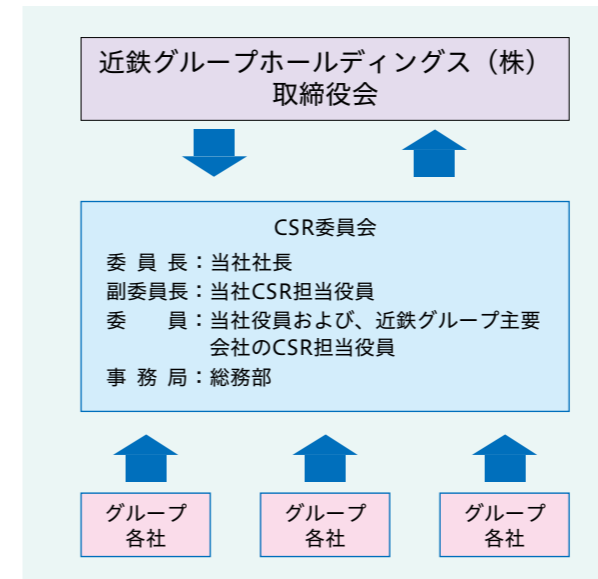 近鉄グループホールディングス（株）
取締役会
CSR委員会
委 員 長：当社社長
副委員長：当社CSR担当役員
委　　員：当社役員および、近鉄グループ主要
会社のCSR担当役員
事 務 局：総務部
グループ
各社
グループ
各社
グループ
各社